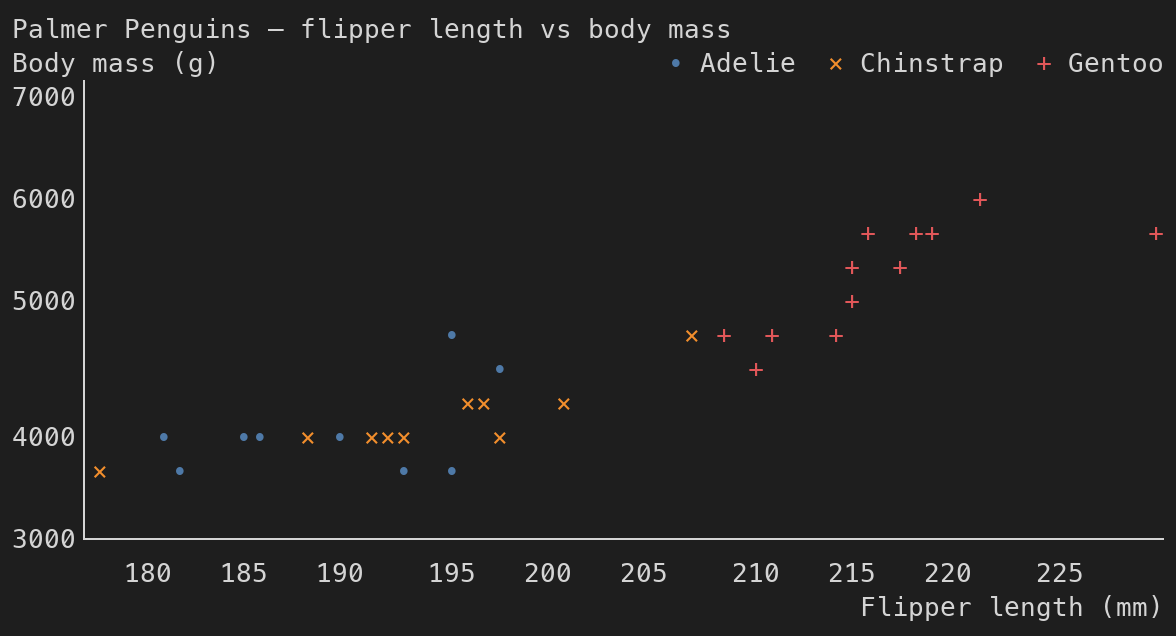 Palmer Penguins — flipper length vs body mass
Body mass (g) • Adelie × Chinstrap + Gentoo
7000
6000
5000
4000
3000
180 185 190 195 200 205 210 215 220 225
Flipper length (mm)